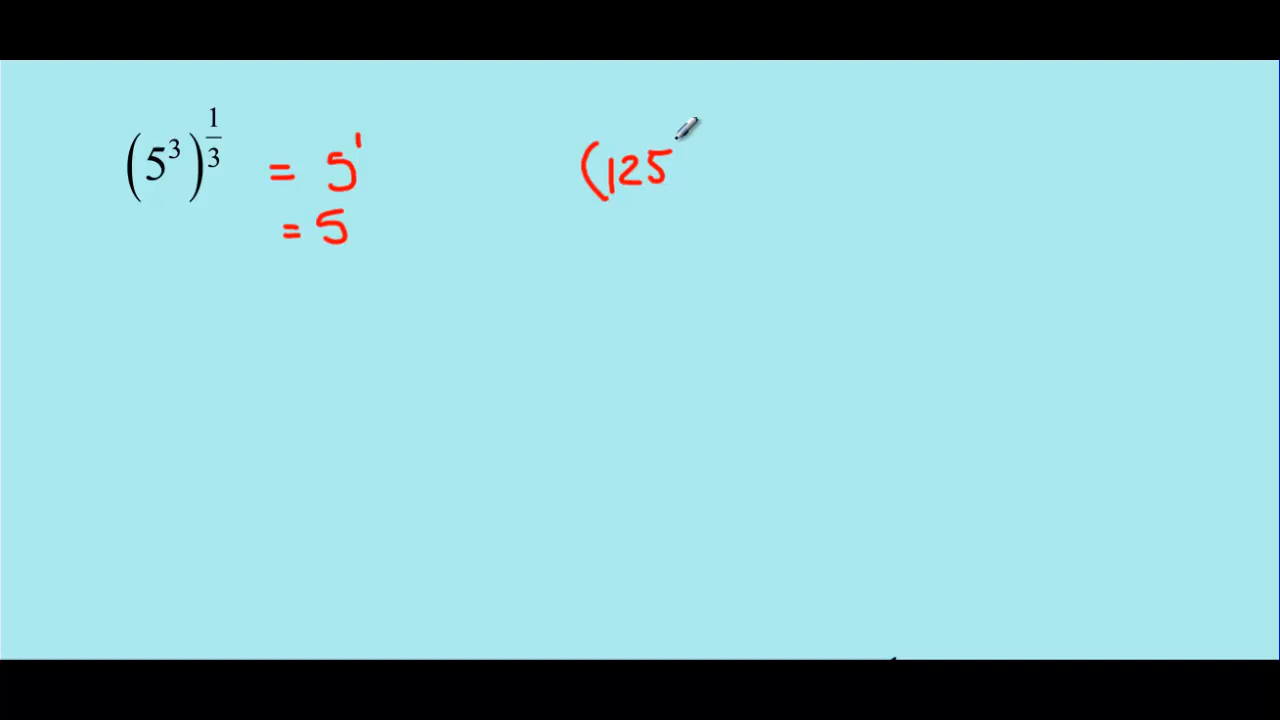 (5³)^(1/3) = 5¹ (125
= 5